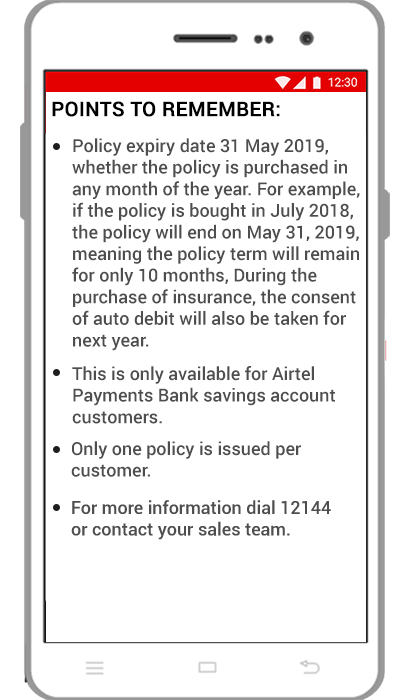 12:30
POINTS TO REMEMBER:
• Policy expiry date 31 May 2019,
whether the policy is purchased in
any month of the year. For example,
if the policy is bought in July 2018,
the policy will end on May 31, 2019,
meaning the policy term will remain
for only 10 months, During the
purchase of insurance, the consent
of auto debit will also be taken for
next year.
• This is only available for Airtel
Payments Bank savings account
customers.
• Only one policy is issued per
customer.
• For more information dial 12144
or contact your sales team.